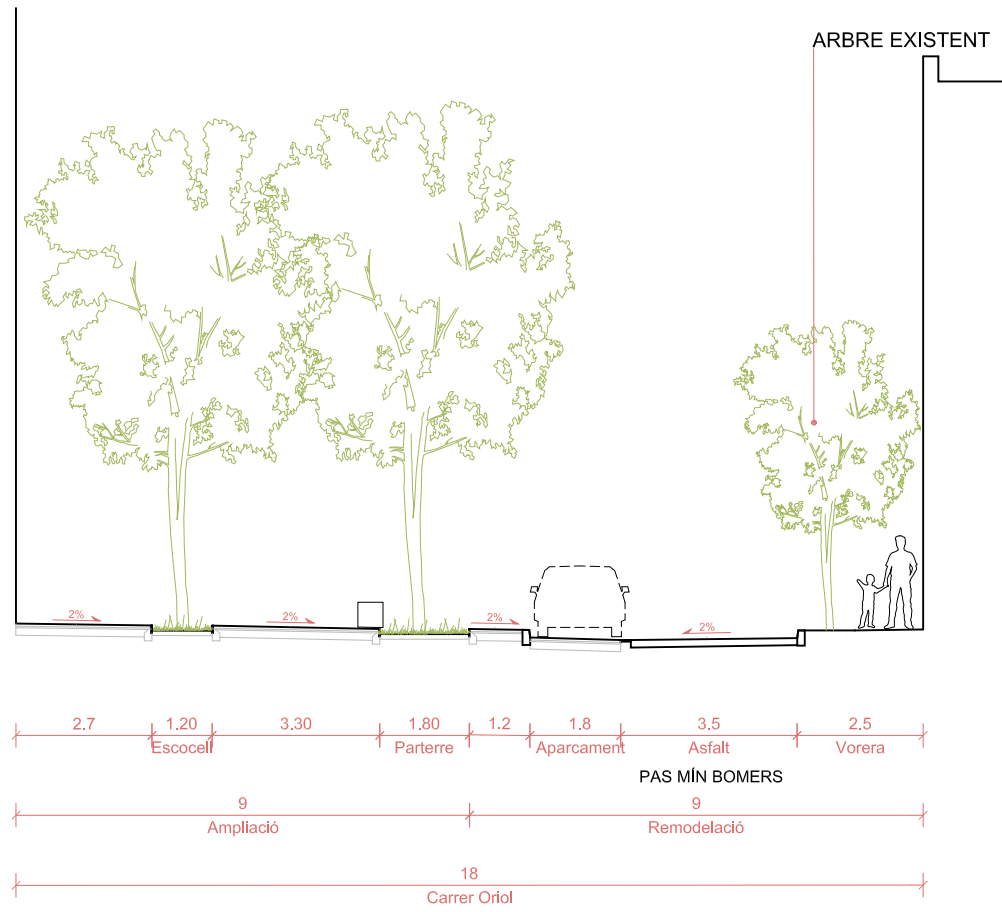 ARBRE EXISTENT
2%
2%
2%
2%
2.7
1.20
3.30
1.80
1.2
1.8
3.5
2.5
Escocell
Parterre
Aparcament
Asfalt
Vorera
PAS MÍN BOMERS
9
9
Ampliació
Remodelació
18
Carrer Oriol